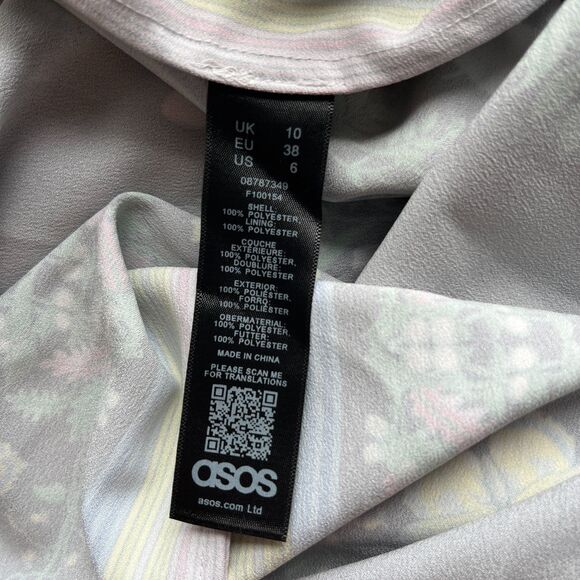 UK 10
EU 38
US 6
08787349
F100154
SHELL:
100% POLYESTER,
LINING:
100% POLYESTER
COUCHE
EXTÉRIEURE:
100% POLYESTER,
DOUBLURE:
100% POLYESTER
EXTERIOR:
100% POLIÉSTER,
FORRO:
100% POLIÉSTER
OBERMATERIAL:
100% POLYESTER,
FUTTER:
100% POLYESTER
MADE IN CHINA
PLEASE SCAN ME
FOR TRANSLATIONS
asos
asos.com Ltd